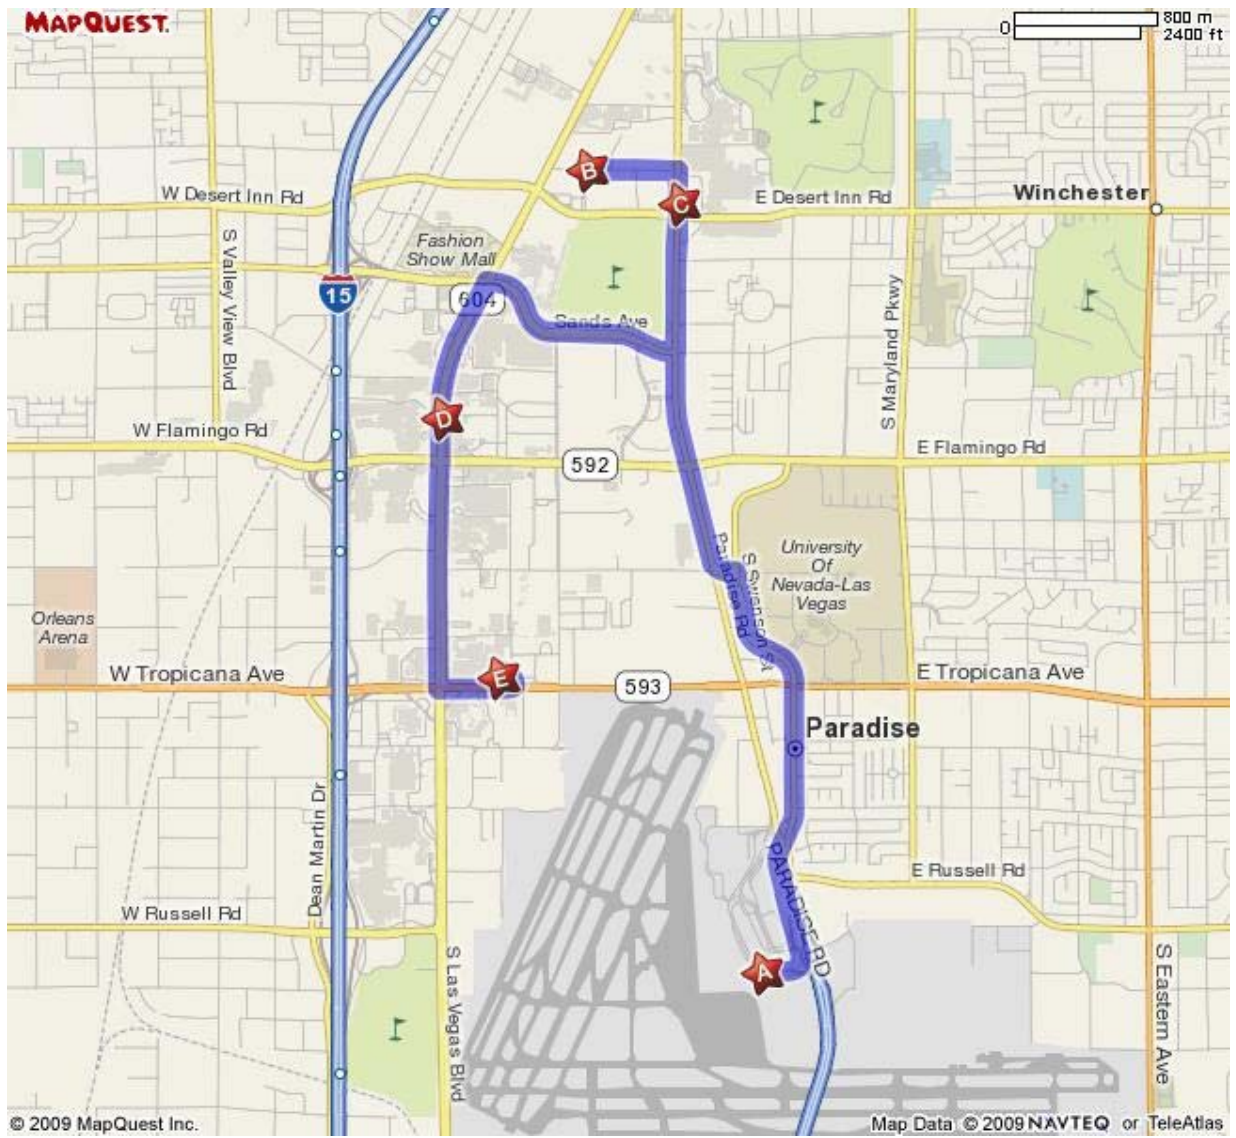 MAPQUEST.
0 800 m
2400 ft
B
W Desert Inn Rd
E Desert Inn Rd
Winchester
C
Fashion
Show Mall
S Valley View Blvd
15
604
Sands Ave
S Maryland Pkwy
D
W Flamingo Rd
E Flamingo Rd
592
Paradise Rd
S Swenson St
University
Of
Nevada-Las
Vegas
Orleans
Arena
W Tropicana Ave
E
593
E Tropicana Ave
Paradise
Dean Martin Dr
PARADISE RD
E Russell Rd
W Russell Rd
S Las Vegas Blvd
A
S Eastern Ave
© 2009 MapQuest Inc.
Map Data © 2009 NAVTEQ or TeleAtlas